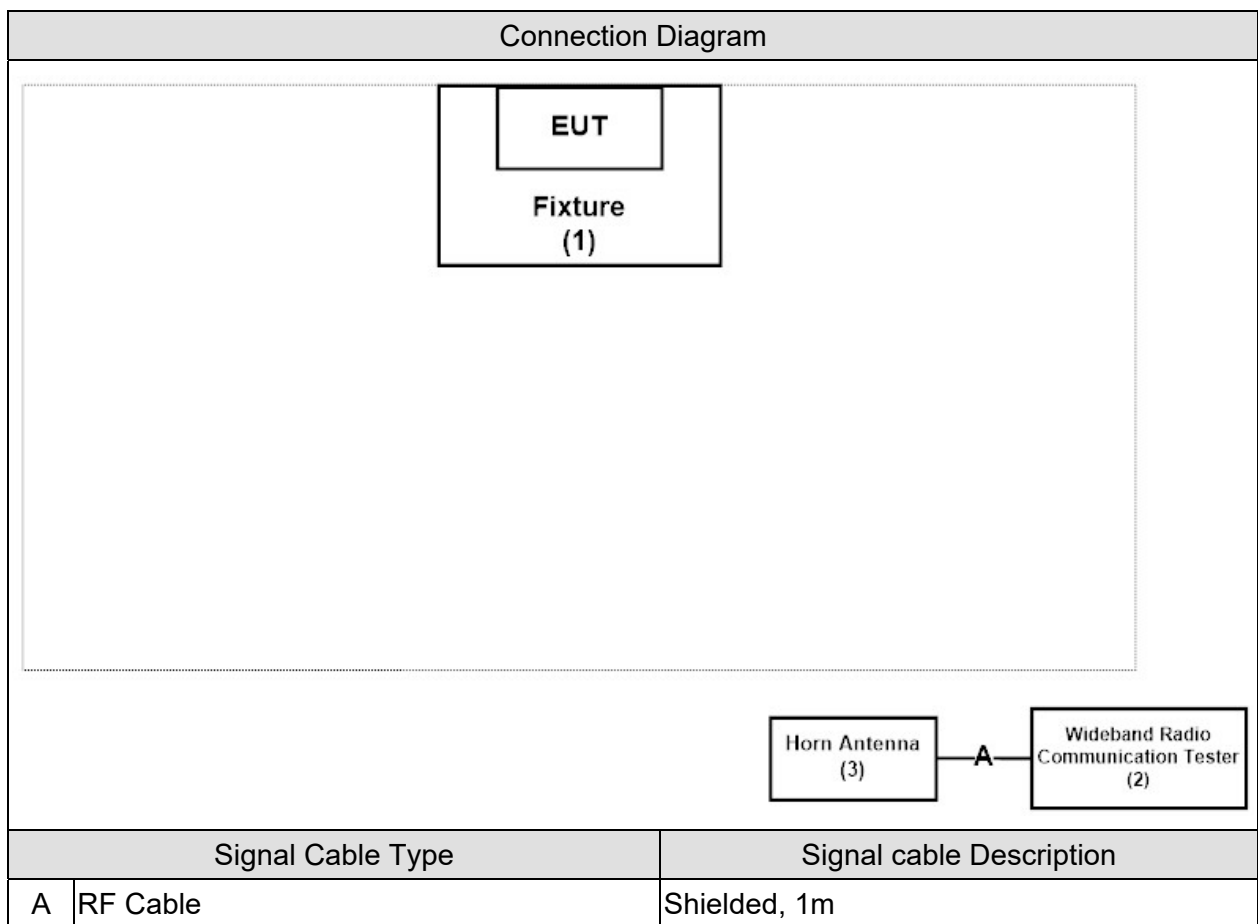 Connection Diagram
EUT
Fixture
(1)
Horn Antenna
(3)
A
Wideband Radio
Communication Tester
(2)
Signal Cable Type
Signal cable Description
A
RF Cable
Shielded, 1m